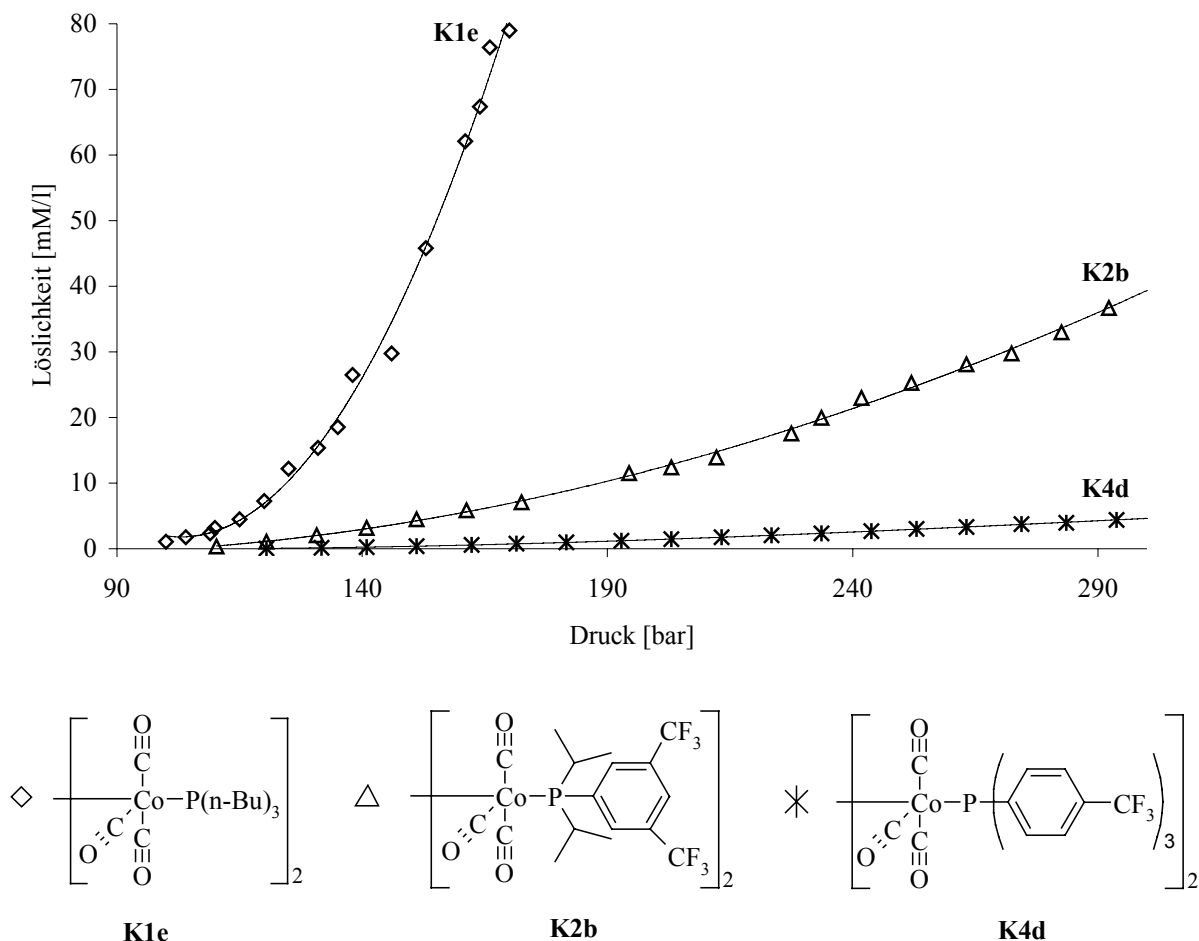 80
70
60
50
40
30
20
10
0
Löslichkeit [mM/l]
K1e
K2b
K4d
90 140 190 240 290
Druck [bar]
O
C
Co P(n-Bu)3
C
O
C
O
2
K1e
O
C
CF3
Co P
C
O
C
O
CF3
2
K2b
O
C
Co P
CF3
3
C
O
C
O
2
K4d